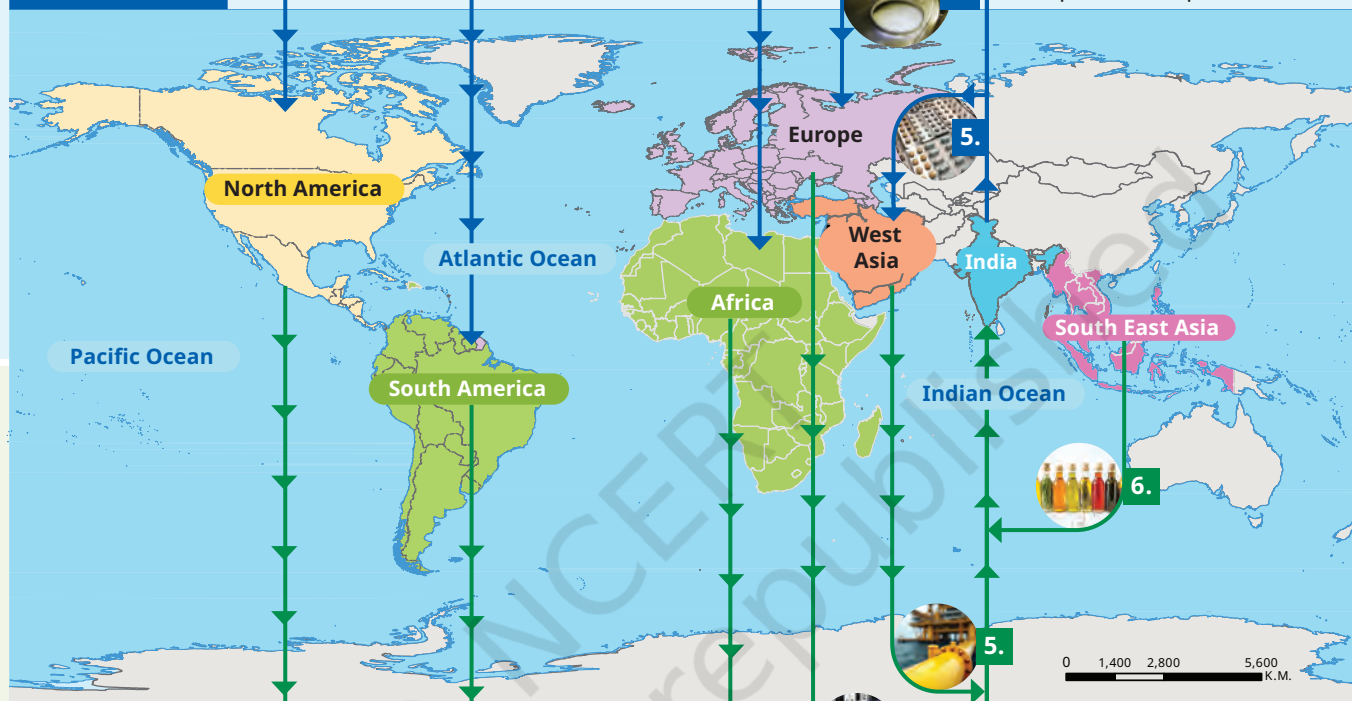 5.
Europe
North America
West
Asia
Atlantic Ocean
India
Africa
South East Asia
Pacific Ocean
South America
Indian Ocean
6.
5.
0 1,400 2,800 5,600
K.M.
NCERT
republished